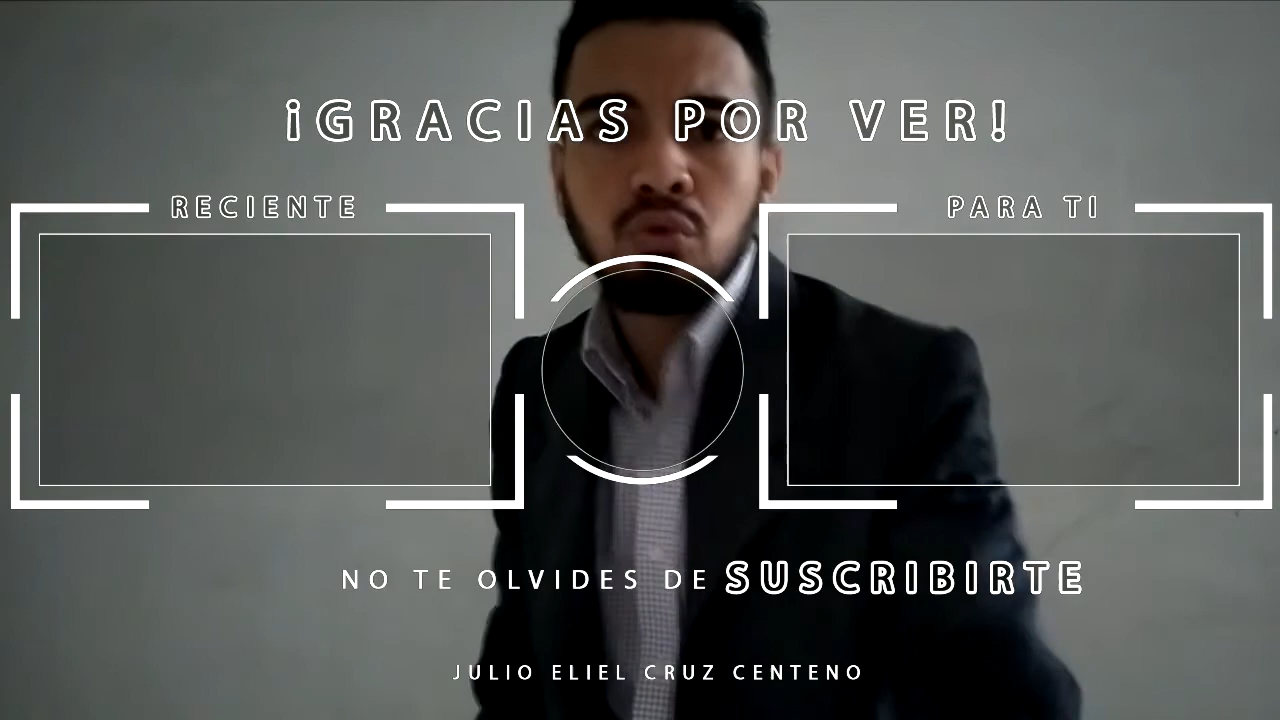 ¡GRACIAS POR VER!
RECIENTE
PARA TI
NO TE OLVIDES DE SUSCRIBIRTE
JULIO ELIEL CRUZ CENTENO